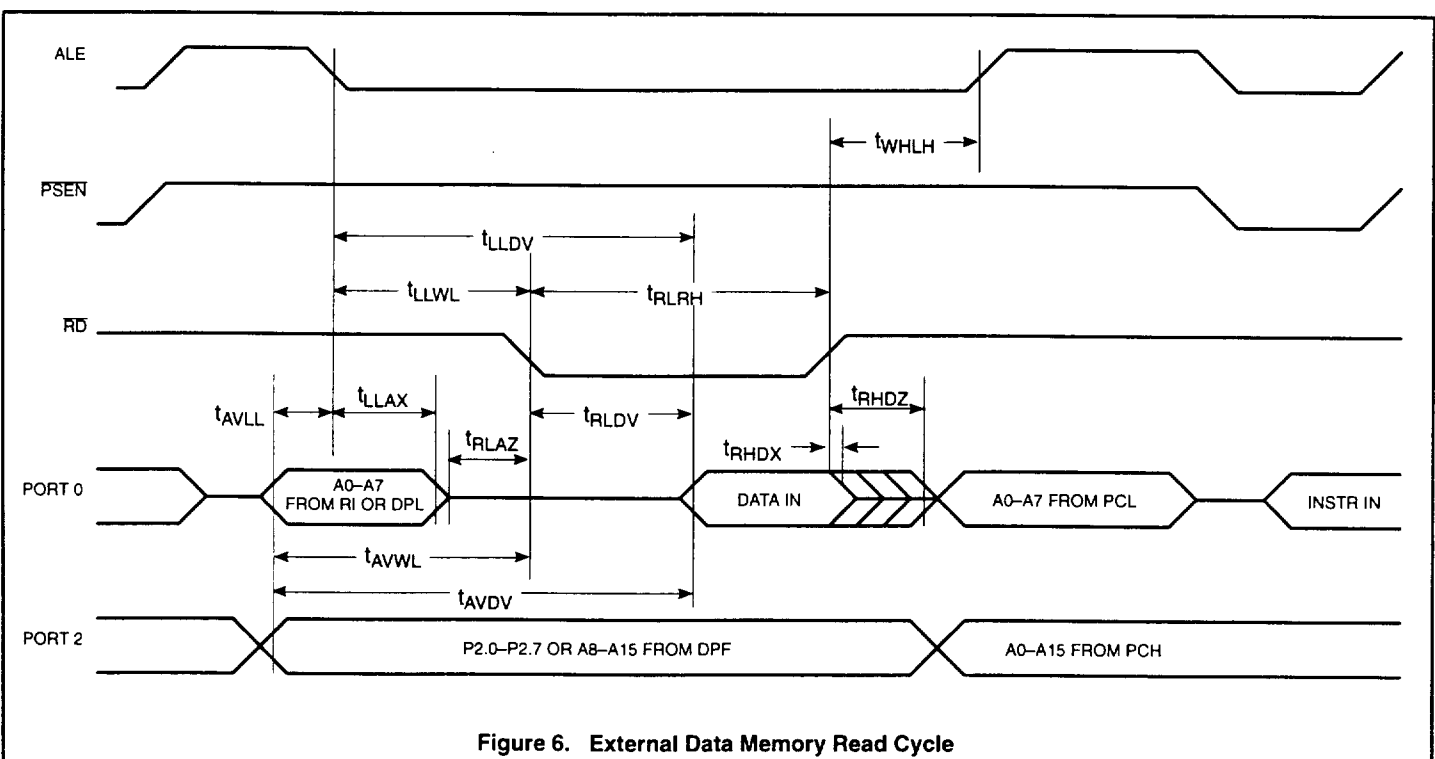 ALE
tWHLH
PSEN
tLLDV
tLLWL
tRLRH
RD
tAVLL
tLLAX
tRLAZ
tRLDV
tRHDZ
tRHDX
PORT 0
A0–A7
FROM RI OR DPL
DATA IN
A0–A7 FROM PCL
INSTR IN
tAVWL
tAVDV
PORT 2
P2.0–P2.7 OR A8–A15 FROM DPF
A0–A15 FROM PCH
Figure 6. External Data Memory Read Cycle